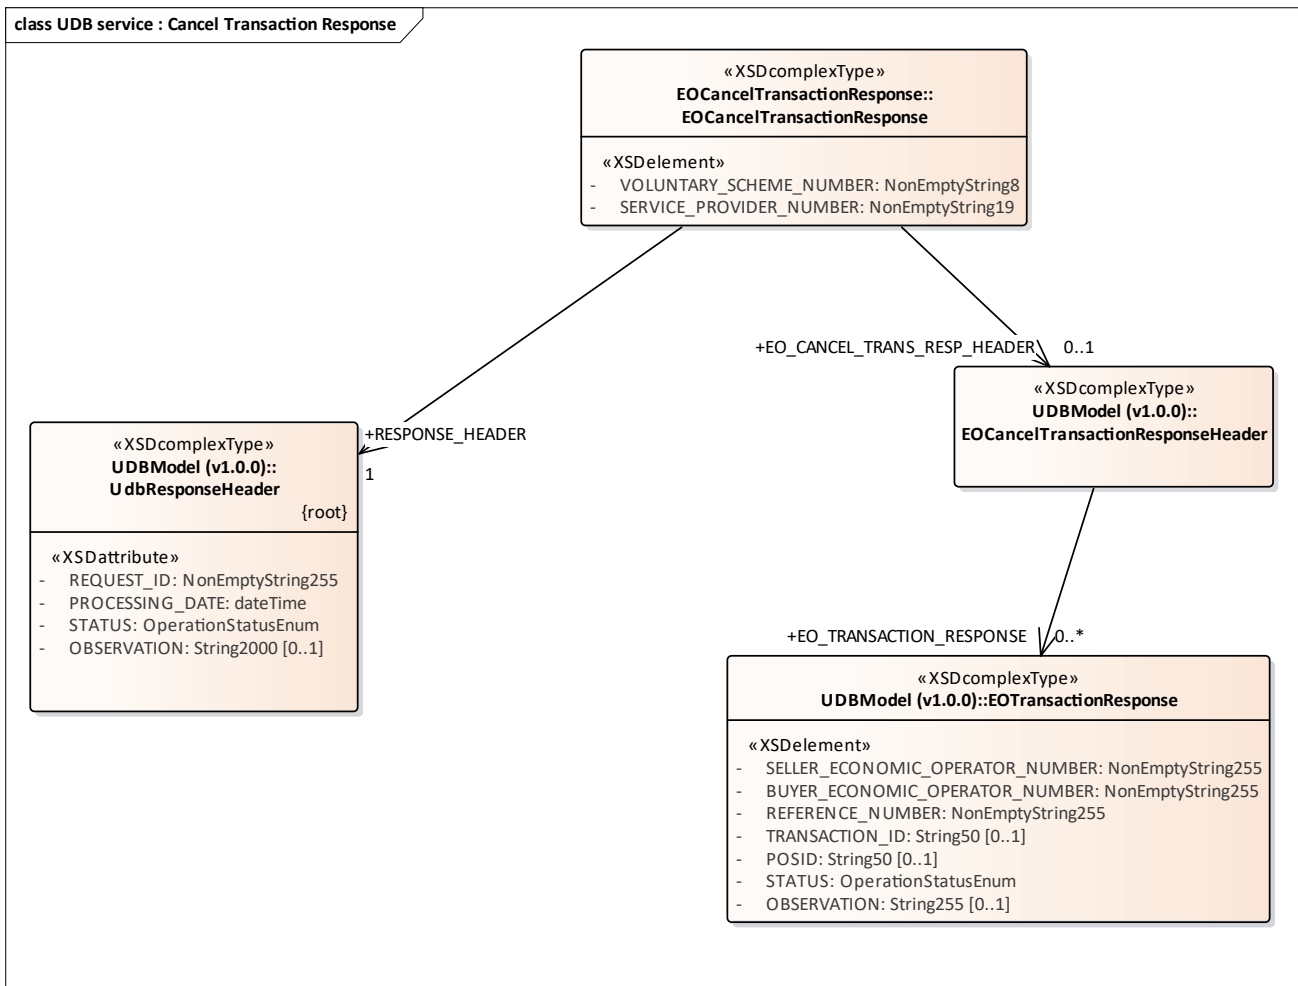 class UDB service : Cancel Transaction Response
«XSDcomplexType»
EOCancelTransactionResponse::
EOCancelTransactionResponse
«XSDelement»
- VOLUNTARY_SCHEME_NUMBER: NonEmptyString8
- SERVICE_PROVIDER_NUMBER: NonEmptyString19
+EO_CANCEL_TRANS_RESP_HEADER 0..1
«XSDcomplexType»
UDBModel (v1.0.0)::
EOCancelTransactionResponseHeader
+RESPONSE_HEADER
1
«XSDcomplexType»
UDBModel (v1.0.0)::
UdbResponseHeader
{root}
«XSDattribute»
- REQUEST_ID: NonEmptyString255
- PROCESSING_DATE: dateTime
- STATUS: OperationStatusEnum
- OBSERVATION: String2000 [0..1]
+EO_TRANSACTION_RESPONSE 0..*
«XSDcomplexType»
UDBModel (v1.0.0)::EOTransactionResponse
«XSDelement»
- SELLER_ECONOMIC_OPERATOR_NUMBER: NonEmptyString255
- BUYER_ECONOMIC_OPERATOR_NUMBER: NonEmptyString255
- REFERENCE_NUMBER: NonEmptyString255
- TRANSACTION_ID: String50 [0..1]
- POSID: String50 [0..1]
- STATUS: OperationStatusEnum
- OBSERVATION: String255 [0..1]